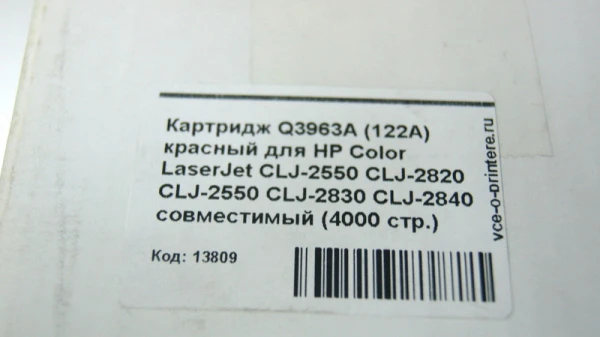 Картридж Q3963A (122A)
красный для HP Color
LaserJet CLJ-2550 CLJ-2820
CLJ-2550 CLJ-2830 CLJ-2840
совместимый (4000 стр.)
Код: 13809
vce-o-printere.ru